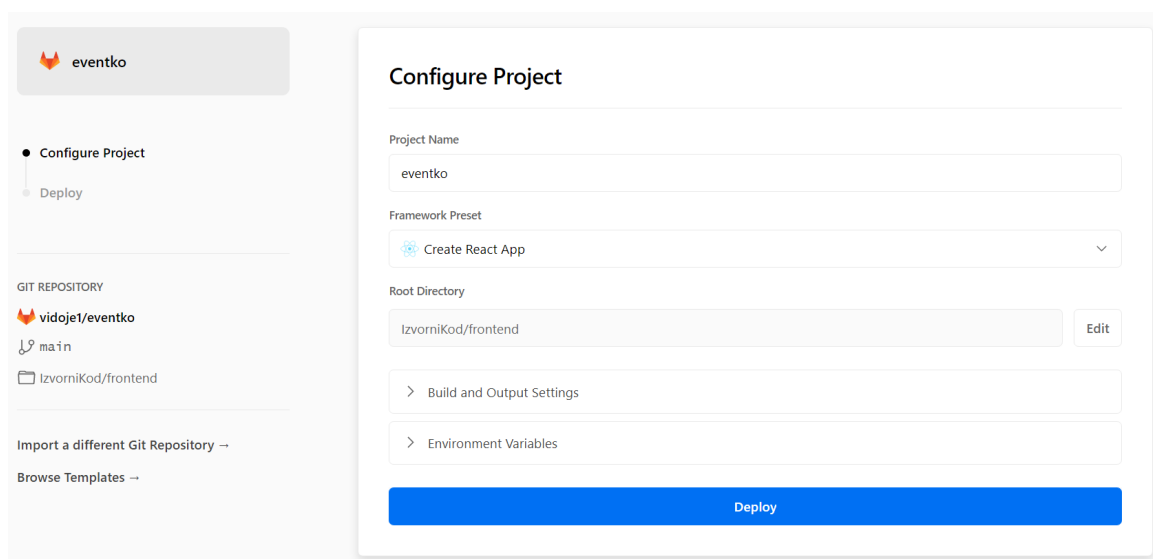 eventko
Configure Project
Deploy
GIT REPOSITORY
vidoje1/eventko
main
IzvorniKod/frontend
Import a different Git Repository →
Browse Templates →
Configure Project
Project Name
eventko
Framework Preset
Create React App
Root Directory
IzvorniKod/frontend
Edit
Build and Output Settings
Environment Variables
Deploy